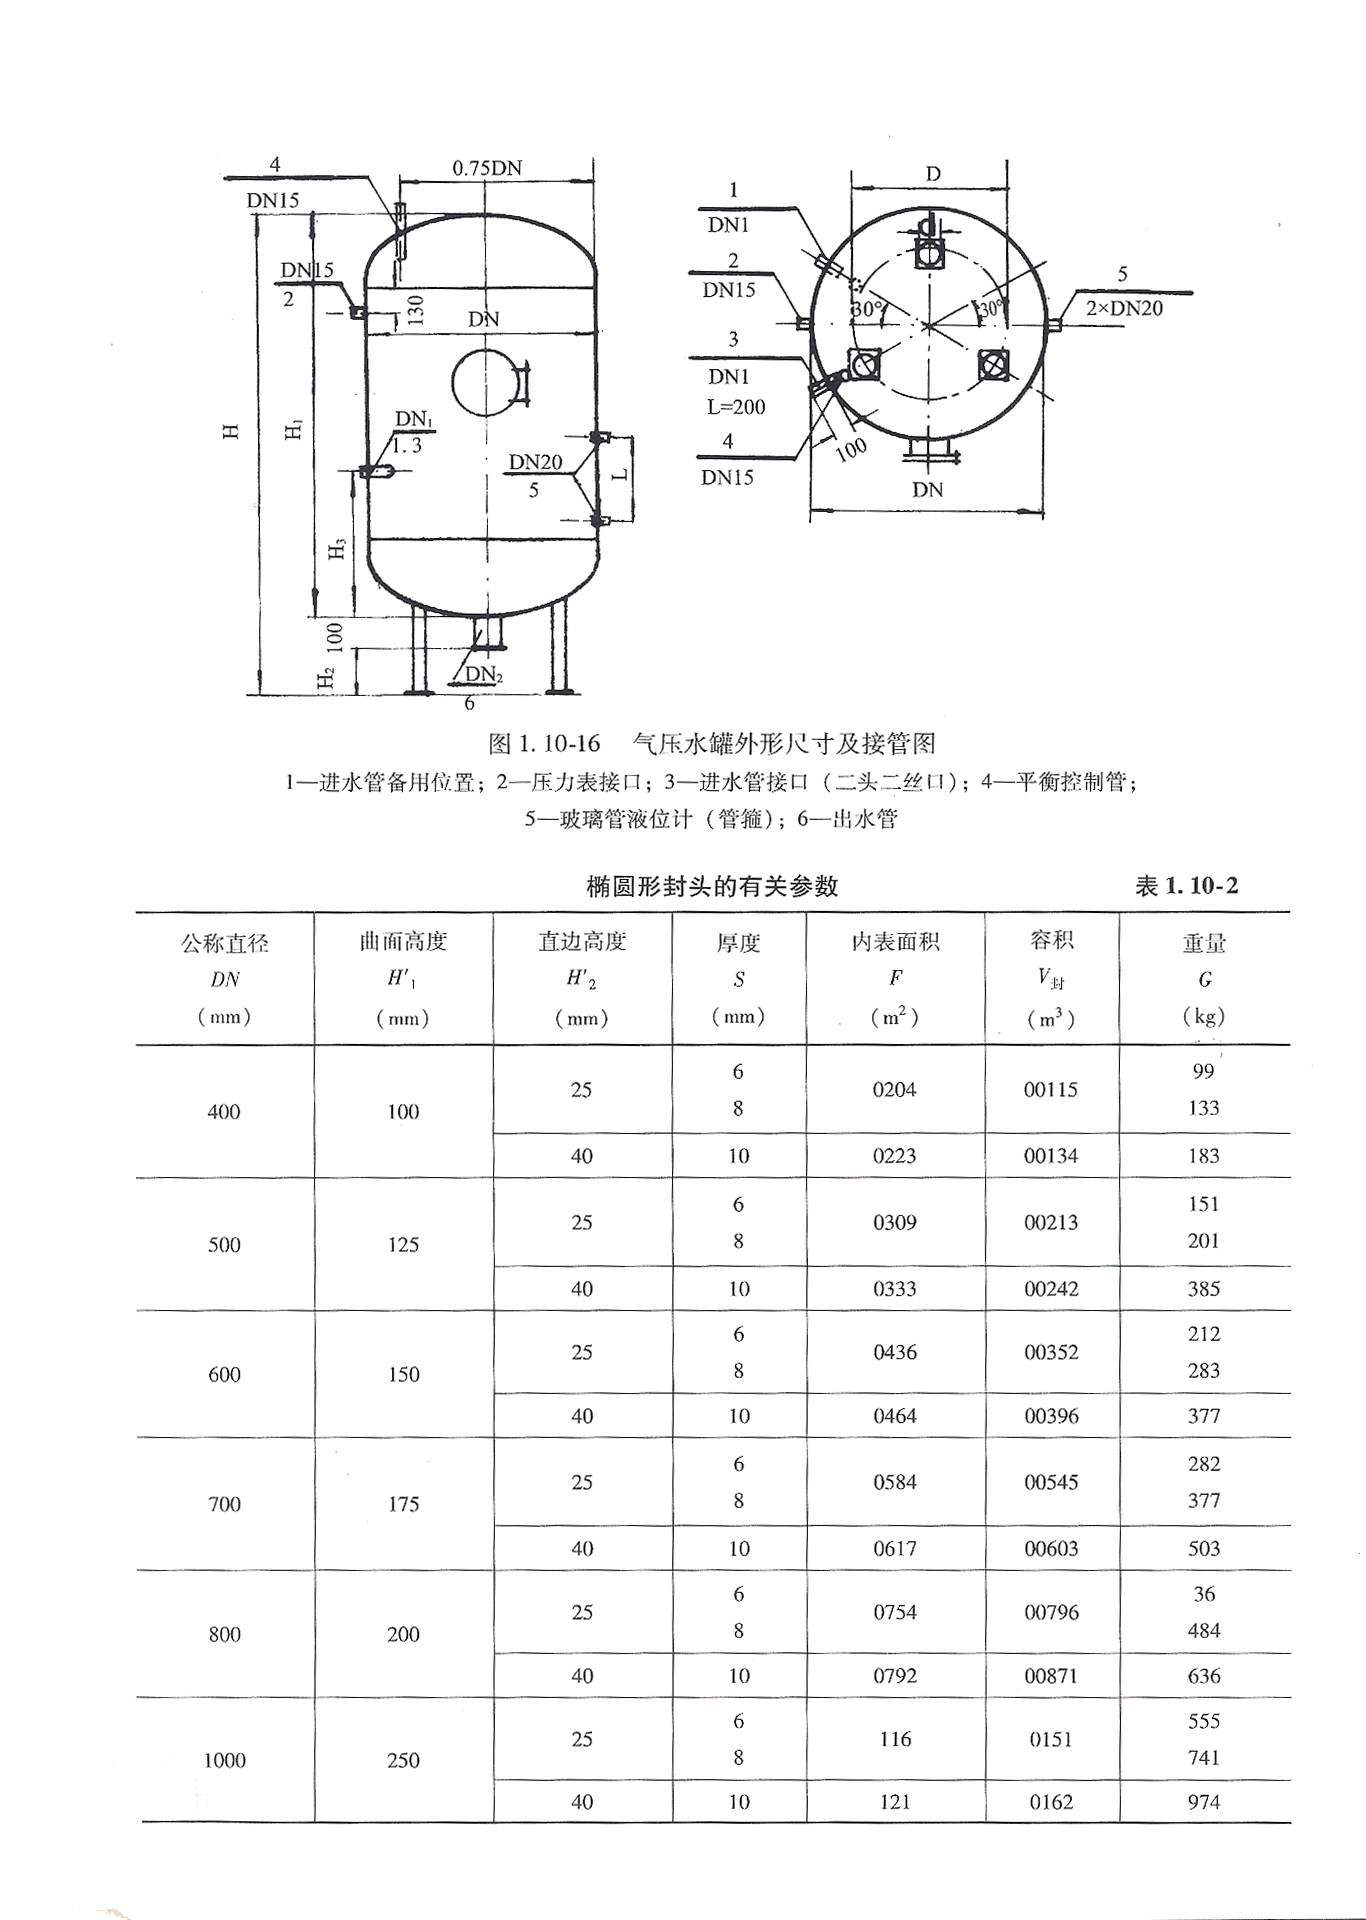 4
0.75DN
DN15
DN15
2
130
DN
H
H₁
DN₁
1. 3
DN20
5
L
H₃
100
H₂
DN₂
6
D
1
DN1
2
DN15
5
2×DN20
30°
30°
3
DN1
L=200
4
100
DN15
DN
图 1. 10-16 气压水罐外形尺寸及接管图
1—进水管备用位置；2—压力表接口；3—进水管接口（二头二丝口）；4—平衡控制管；
5—玻璃管液位计（管箍）；6—出水管
椭圆形封头的有关参数 表 1. 10-2
公称直径 曲面高度 直边高度 厚度 内表面积 容积 重量
DN H'₁ H'₂ S F V封 G
(mm) (mm) (mm) (mm) (m²) (m³) (kg)
6 99
25 0204 00115
400 100 8 133
40 10 0223 00134 183
6 151
25 0309 00213
500 125 8 201
40 10 0333 00242 385
6 212
25 0436 00352
600 150 8 283
40 10 0464 00396 377
6 282
25 0584 00545
700 175 8 377
40 10 0617 00603 503
6 36
25 0754 00796
800 200 8 484
40 10 0792 00871 636
6 555
25 116 0151
1000 250 8 741
40 10 121 0162 974